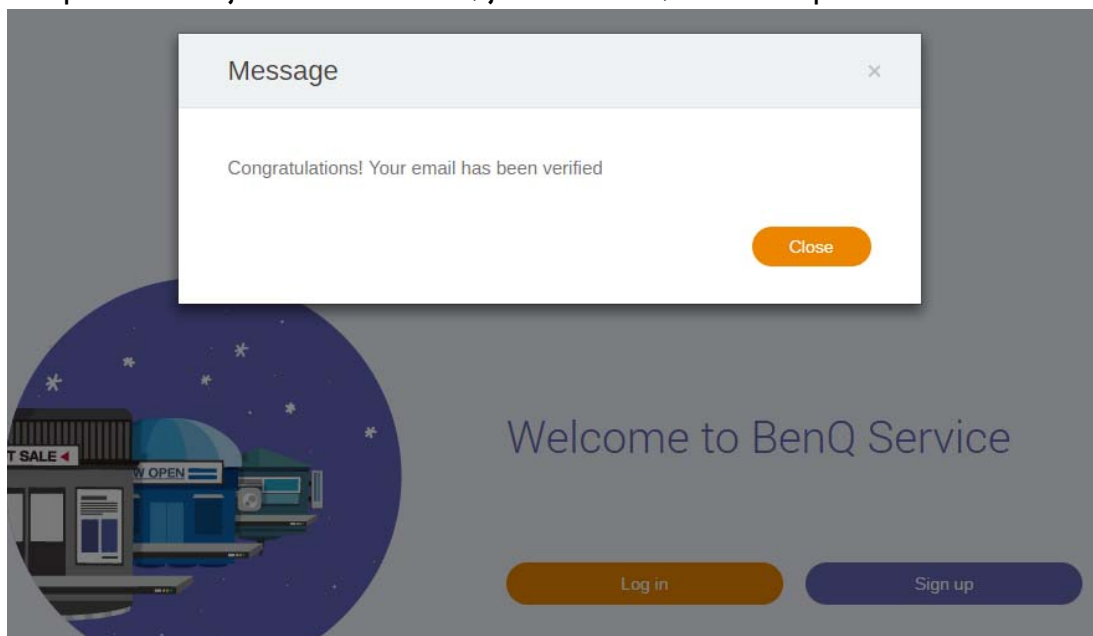 Message
×
Congratulations! Your email has been verified
Close
T SALE
W OPEN
Welcome to BenQ Service
Log in
Sign up